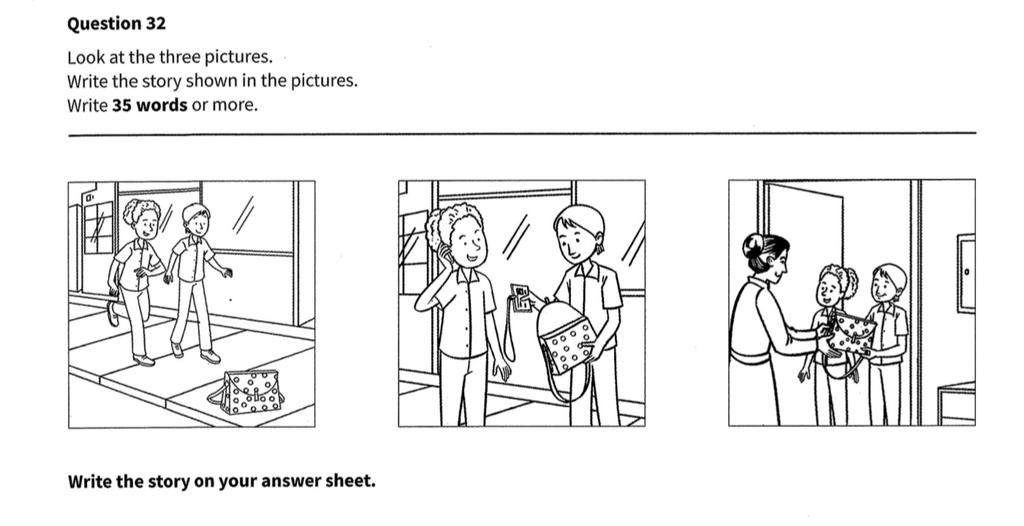 Question 32
Look at the three pictures.
Write the story shown in the pictures.
Write 35 words or more.
Write the story on your answer sheet.